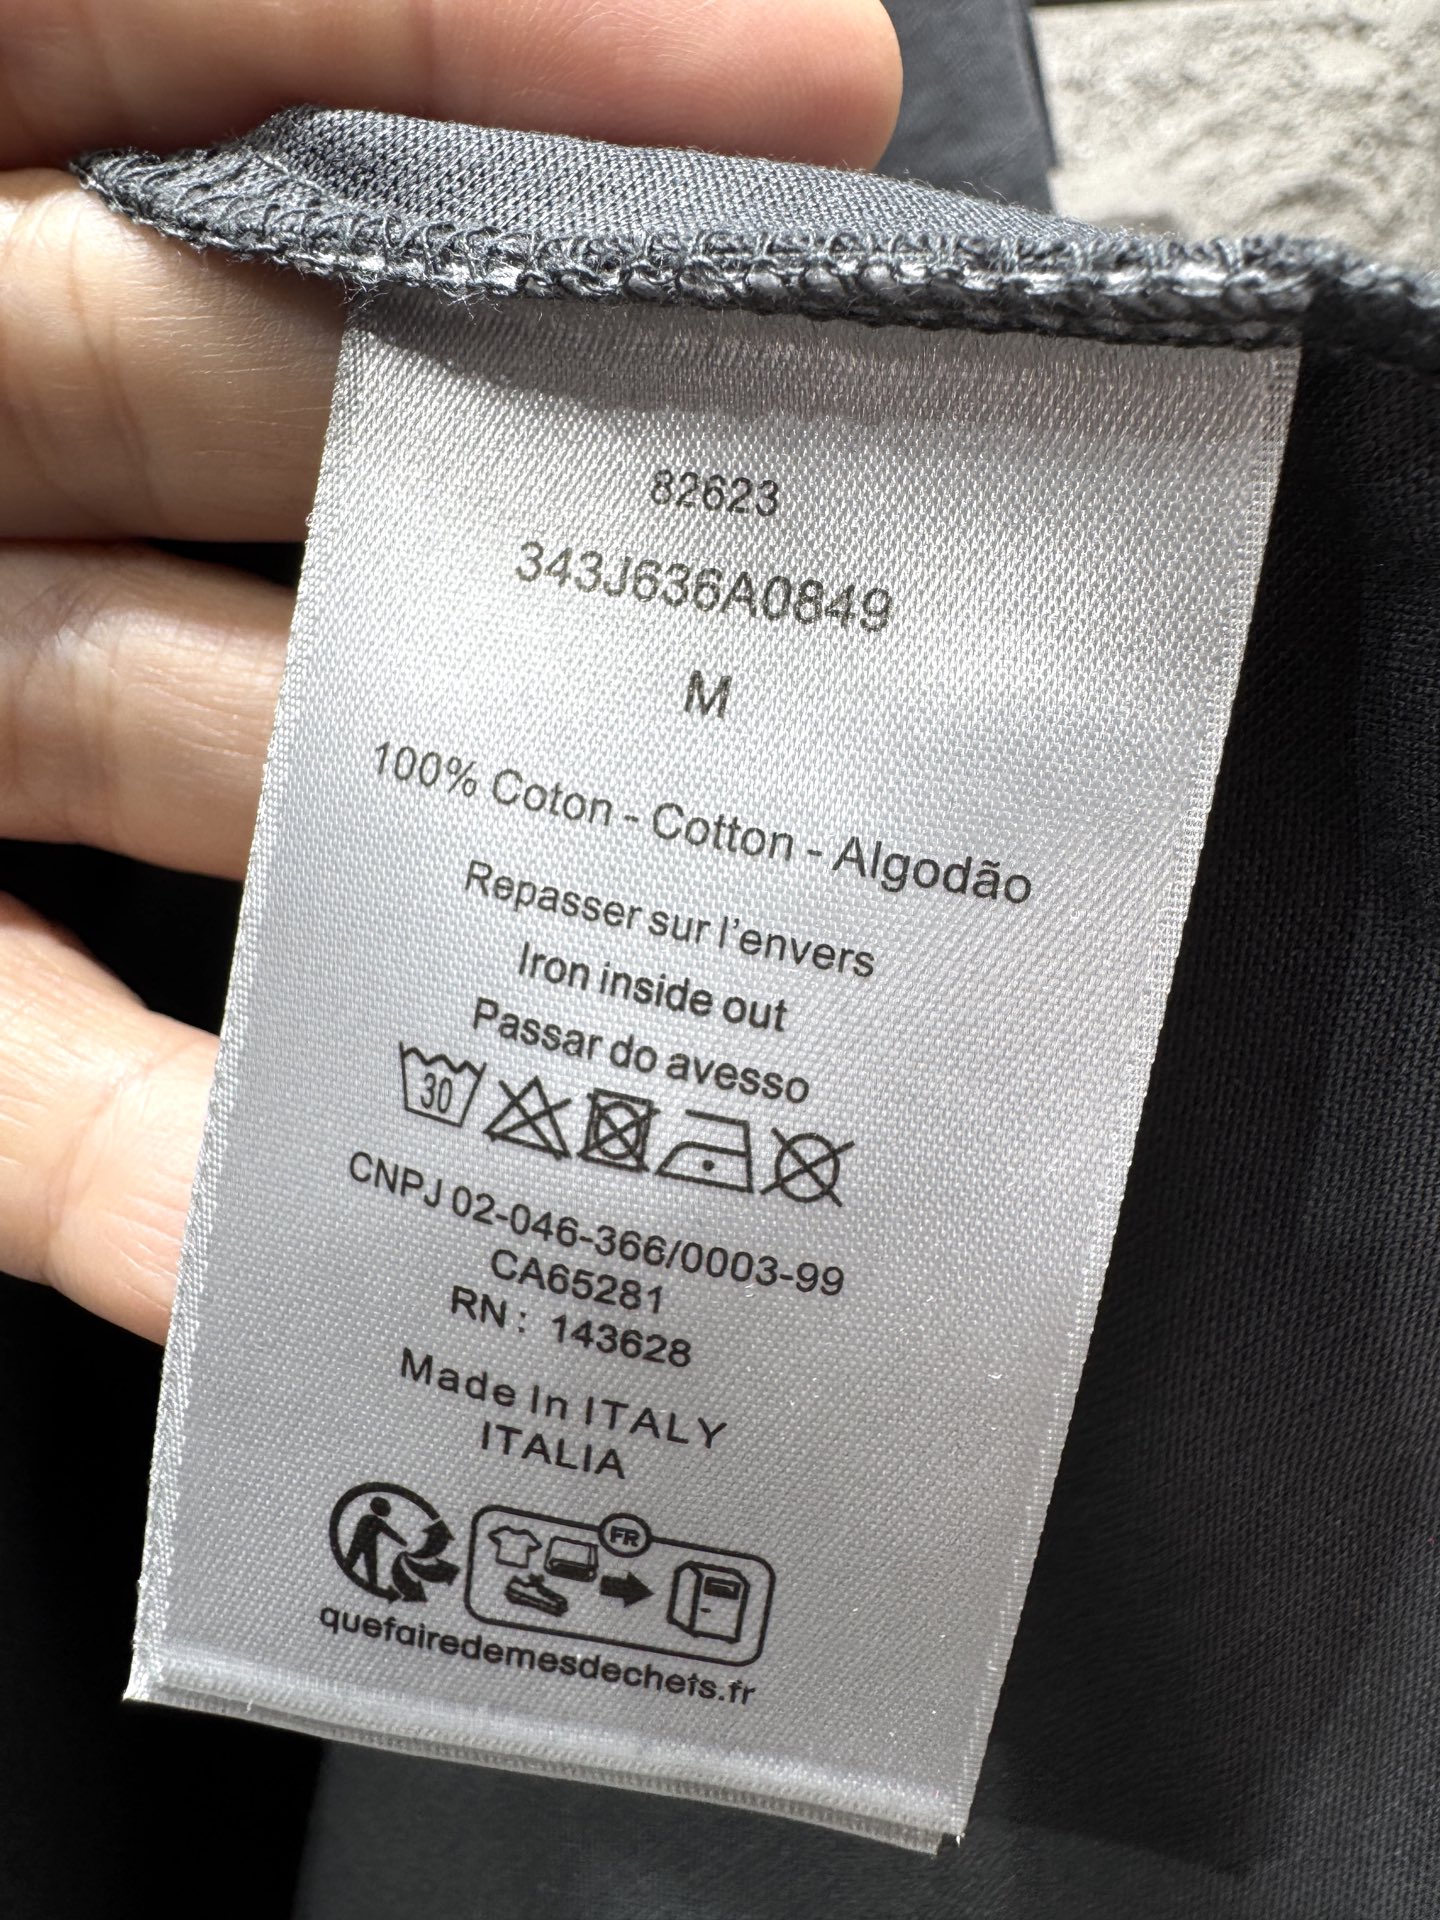 82623
343J636A0849
M
100% Coton - Cotton - Algodão
Repasser sur l'envers
Iron inside out
Passar do avesso
30
CNPJ 02-046-366/0003-99
CA65281
RN : 143628
Made In ITALY
ITALIA
FR
quefairedemesdechets.fr